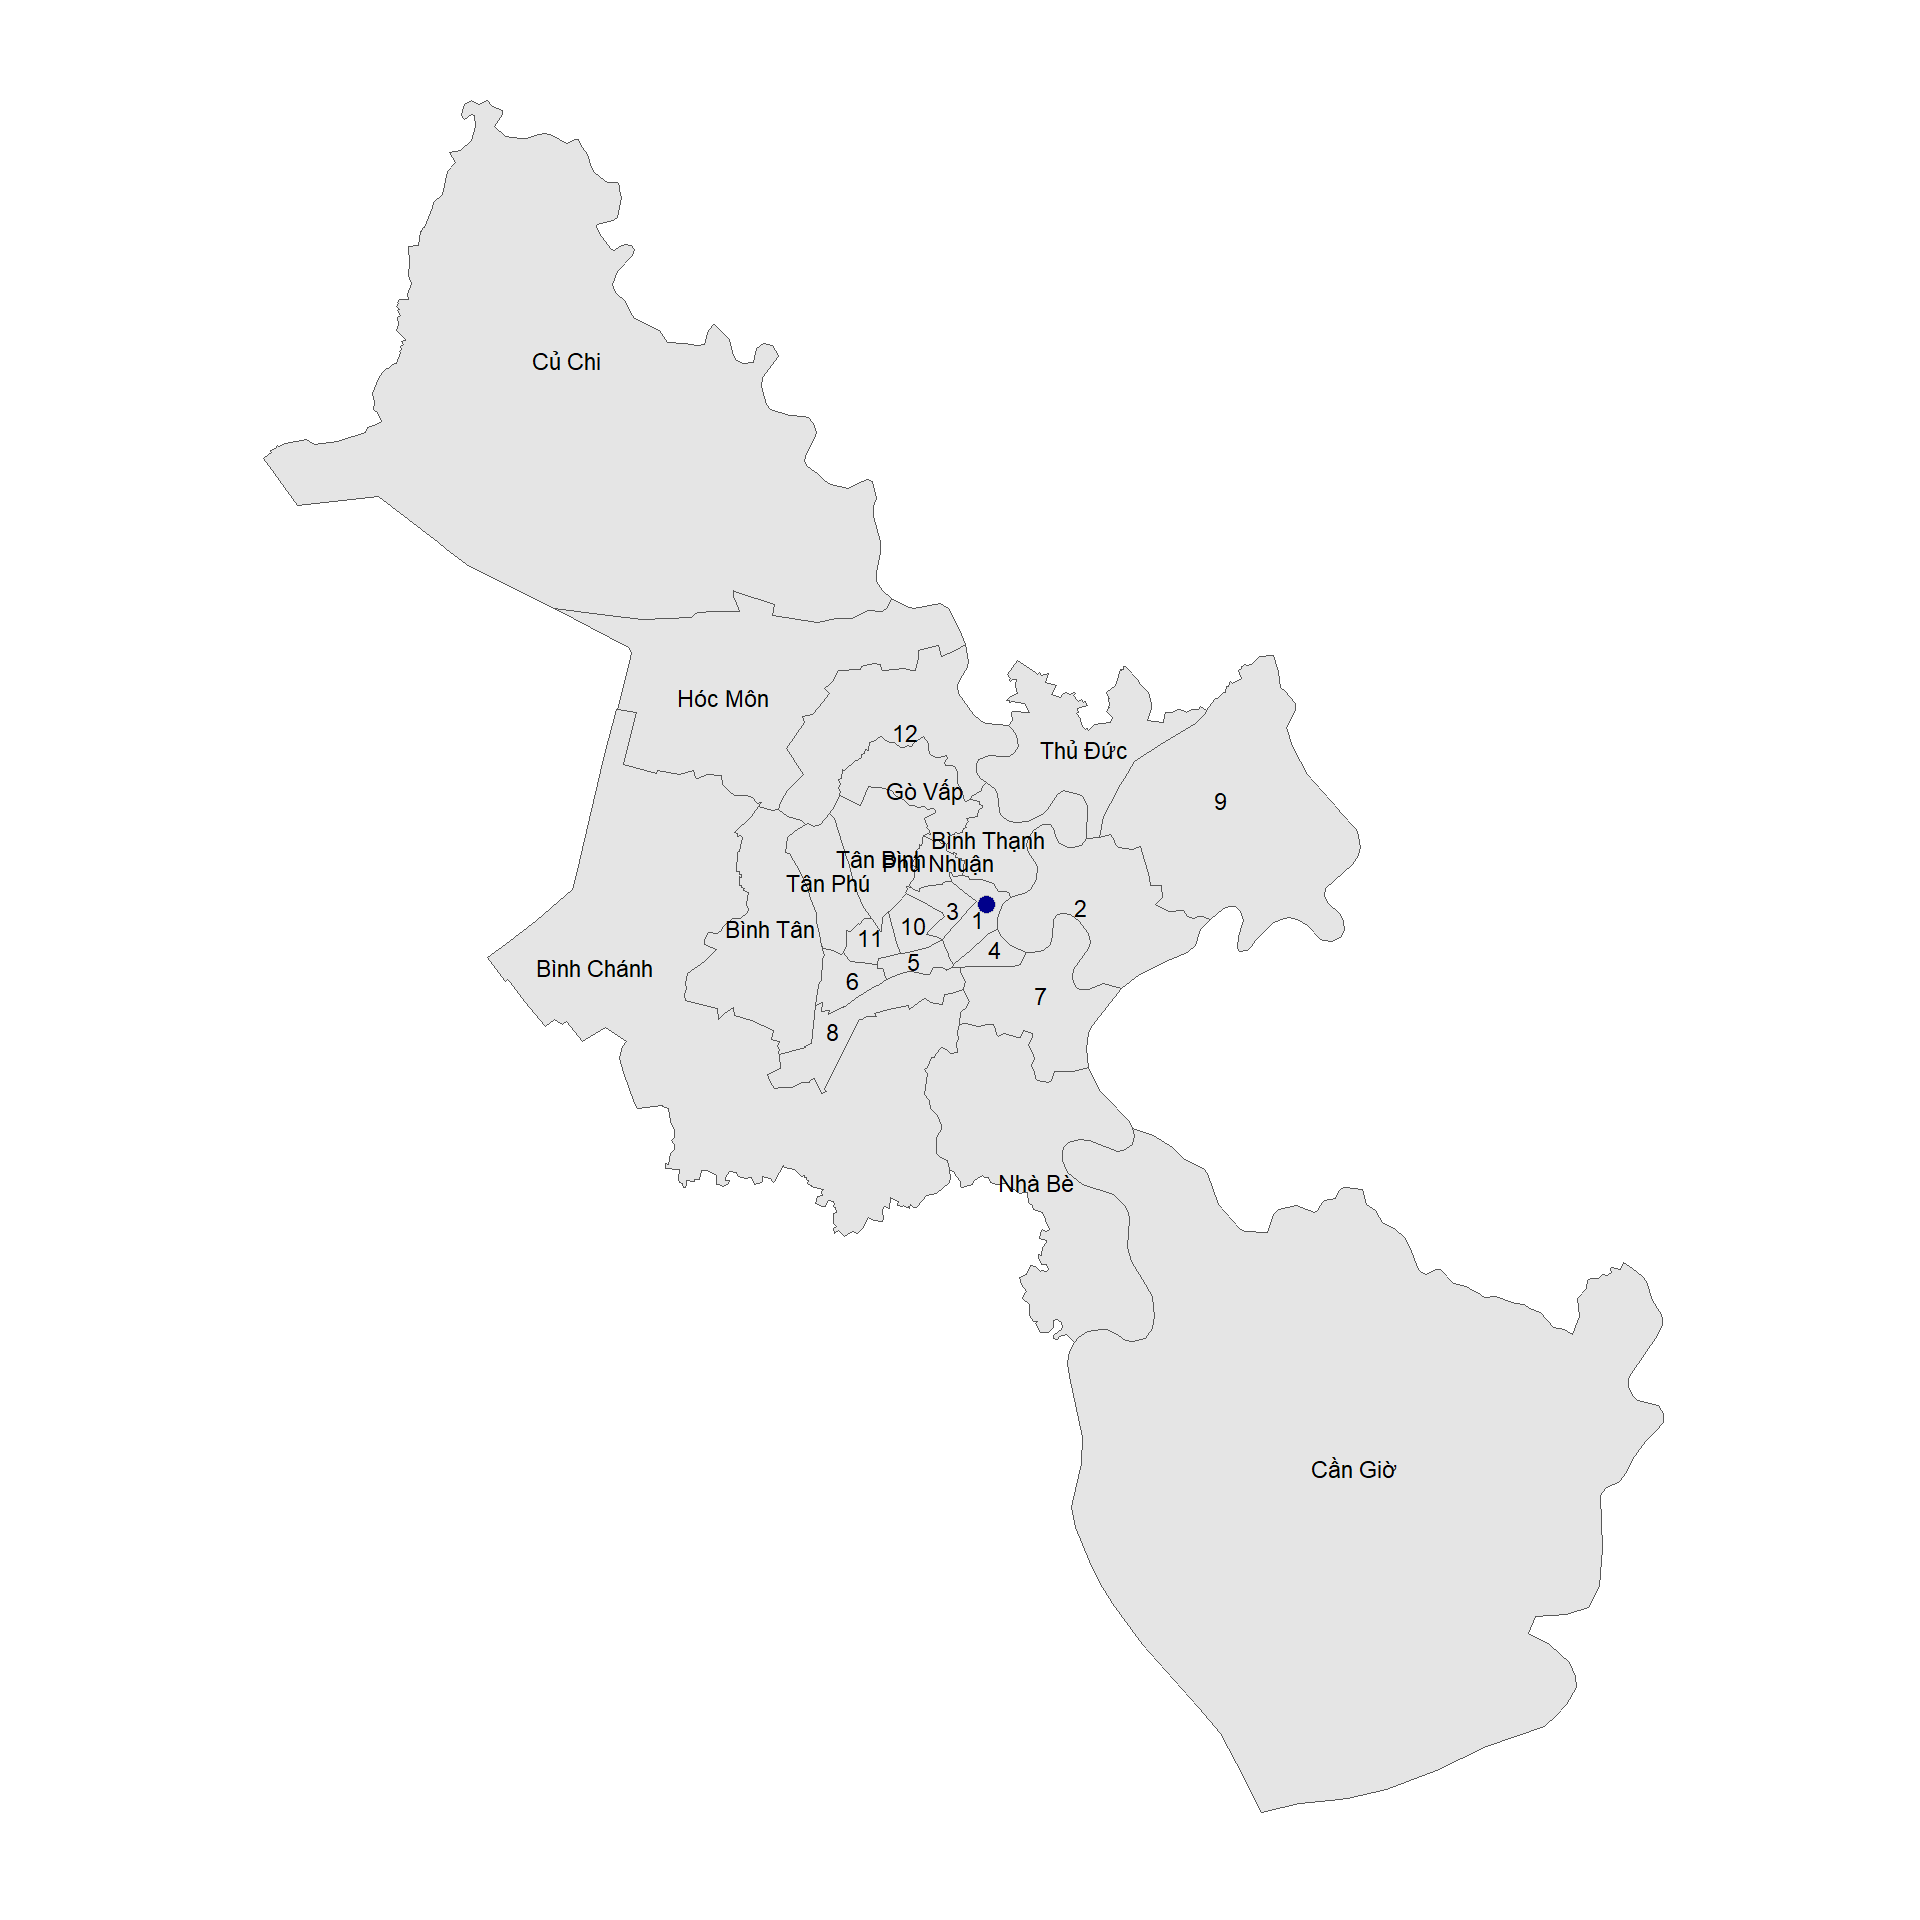 Củ Chi
Hóc Môn
12
Thủ Đức
Gò Vấp
9
Bình Thạnh
Tân Bình
Phú Nhuận
Tân Phú
2
3
1
10
Bình Tân
11
4
5
Bình Chánh
6
7
8
Nhà Bè
Cần Giờ